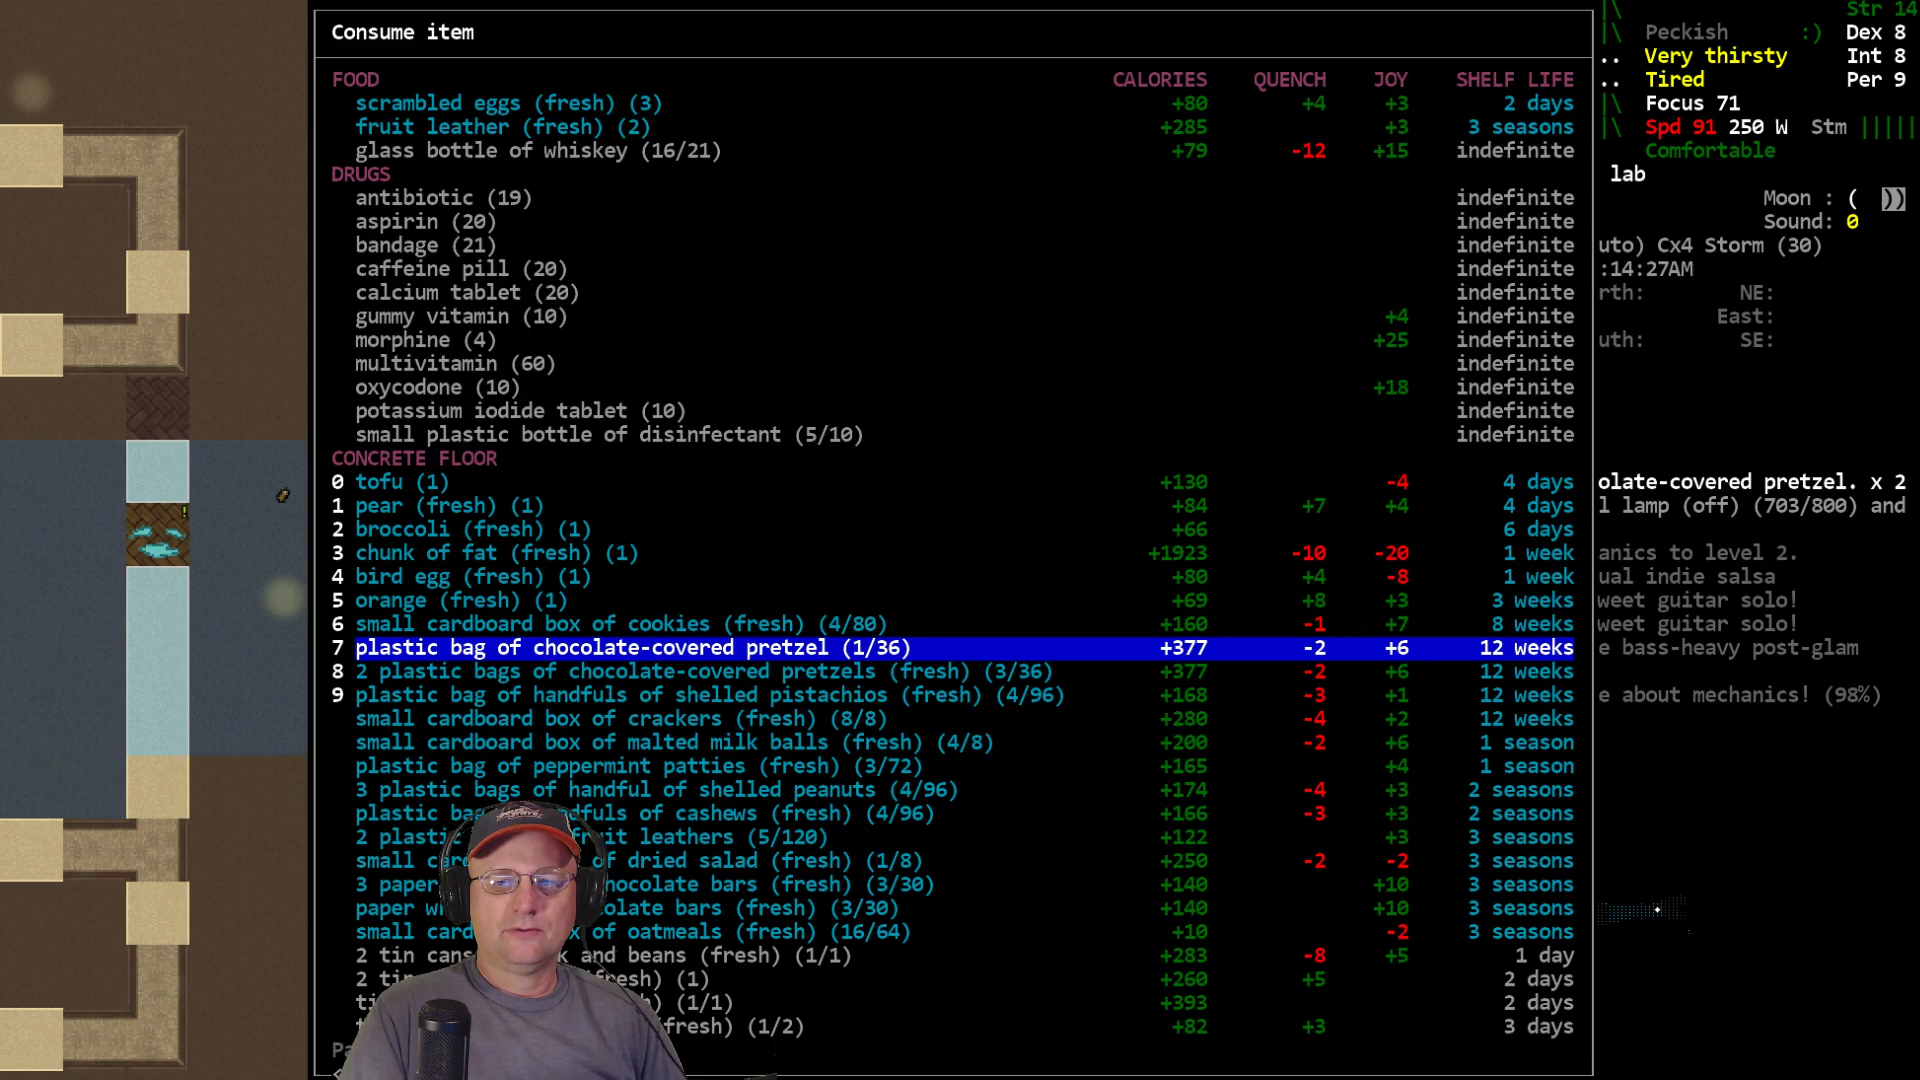 Consume item
FOOD CALORIES QUENCH JOY SHELF LIFE
scrambled eggs (fresh) (3) +80 +4 +3 2 days
fruit leather (fresh) (2) +285 +3 3 seasons
glass bottle of whiskey (16/21) +79 -12 +15 indefinite
DRUGS
antibiotic (19) indefinite
aspirin (20) indefinite
bandage (21) indefinite
caffeine pill (20) indefinite
calcium tablet (20) indefinite
gummy vitamin (10) +4 indefinite
morphine (4) +25 indefinite
multivitamin (60) indefinite
oxycodone (10) +18 indefinite
potassium iodide tablet (10) indefinite
small plastic bottle of disinfectant (5/10) indefinite
CONCRETE FLOOR
0 tofu (1) +130 -4 4 days
1 pear (fresh) (1) +84 +7 +4 4 days
2 broccoli (fresh) (1) +66 6 days
3 chunk of fat (fresh) (1) +1923 -10 -20 1 week
4 bird egg (fresh) (1) +80 +4 -8 1 week
5 orange (fresh) (1) +69 +8 +3 3 weeks
6 small cardboard box of cookies (fresh) (4/80) +160 -1 +7 8 weeks
7 plastic bag of chocolate-covered pretzel (1/36) +377 -2 +6 12 weeks
8 2 plastic bags of chocolate-covered pretzels (fresh) (3/36) +377 -2 +6 12 weeks
9 plastic bag of handfuls of shelled pistachios (fresh) (4/96) +168 -3 +1 12 weeks
small cardboard box of crackers (fresh) (8/8) +280 -4 +2 12 weeks
small cardboard box of malted milk balls (fresh) (4/8) +200 -2 +6 1 season
plastic bag of peppermint patties (fresh) (3/72) +165 +4 1 season
3 plastic bags of handful of shelled peanuts (4/96) +174 -4 +3 2 seasons
plastic of cashews (fresh) (4/96) +166 -3 +3 2 seasons
2 leathers (5/120) +122 +3 3 seasons
small of dried salad (fresh) (1/8) +250 -2 -2 3 seasons
3 paper bars (fresh) (3/30) +140 +10 3 seasons
paper bars (fresh) (3/30) +140 +10 3 seasons
small of oatmeals (fresh) (16/64) +10 -2 3 seasons
2 tin and beans (fresh) (1/1) +283 -8 +5 1 day
2 (1) +260 +5 2 days
(1/1) +393 2 days
(1/2) +82 +3 3 days
Str 14
Peckish :) Dex 8
Very thirsty Int 8
Tired Per 9
Focus 71
Spd 91 250 W Stm |||||
Comfortable
lab
Moon : ( ))
Sound: 0
uto) Cx4 Storm (30)
:14:27AM
rth: NE:
East:
uth: SE:
olate-covered pretzel. x 2
l lamp (off) (703/800) and
anics to level 2.
ual indie salsa
weet guitar solo!
weet guitar solo!
e bass-heavy post-glam
e about mechanics! (98%)